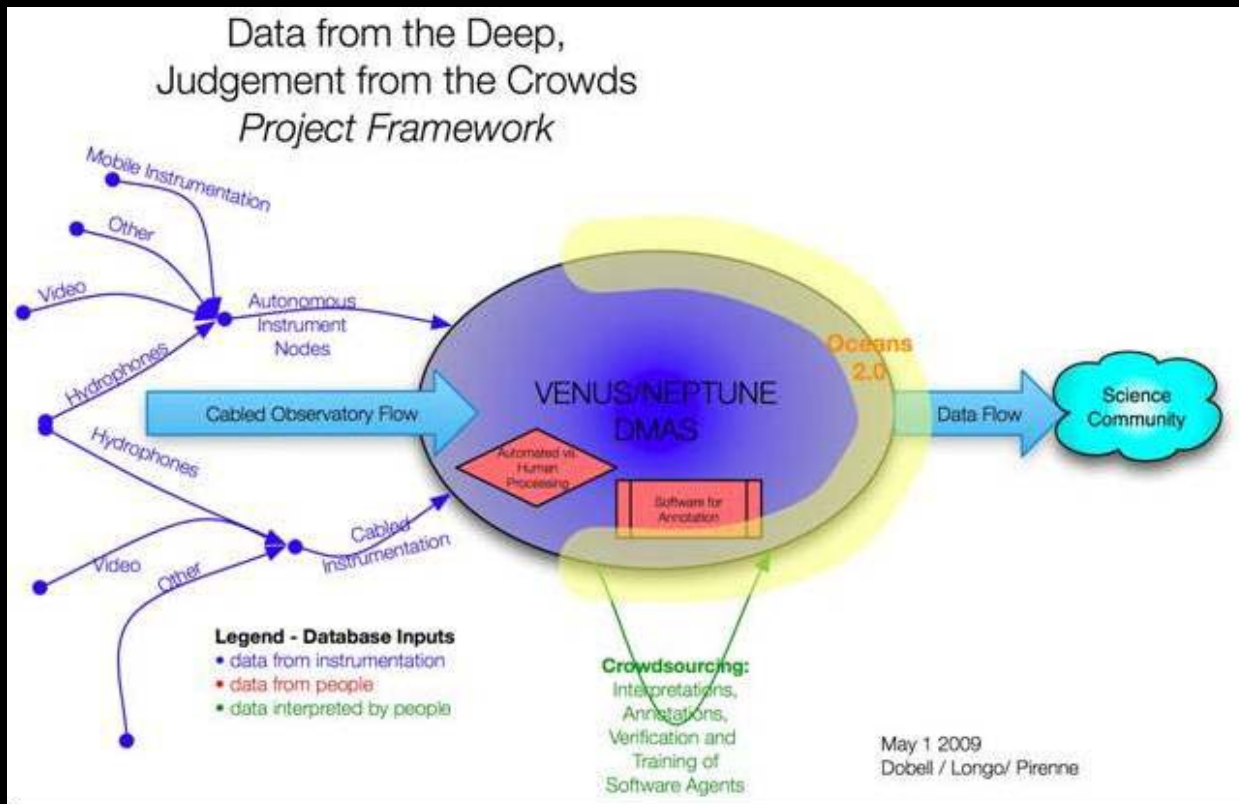 Data from the Deep,
Judgement from the Crowds
Project Framework
Mobile Instrumentation
Other
Video
Hydrophones
Autonomous
Instrument
Nodes
Cabled Observatory Flow
Hydrophones
Video
Other
Cabled
Instrumentation
VENUS/NEPTUNE
DMAS
Automated vs.
Human
Processing
Software for
Annotation
Oceans
2.0
Data Flow
Science
Community
Legend - Database Inputs
• data from instrumentation
• data from people
• data interpreted by people
Crowdsourcing:
Interpretations,
Annotations,
Verification and
Training of
Software Agents
May 1 2009
Dobell / Longo/ Pirenne